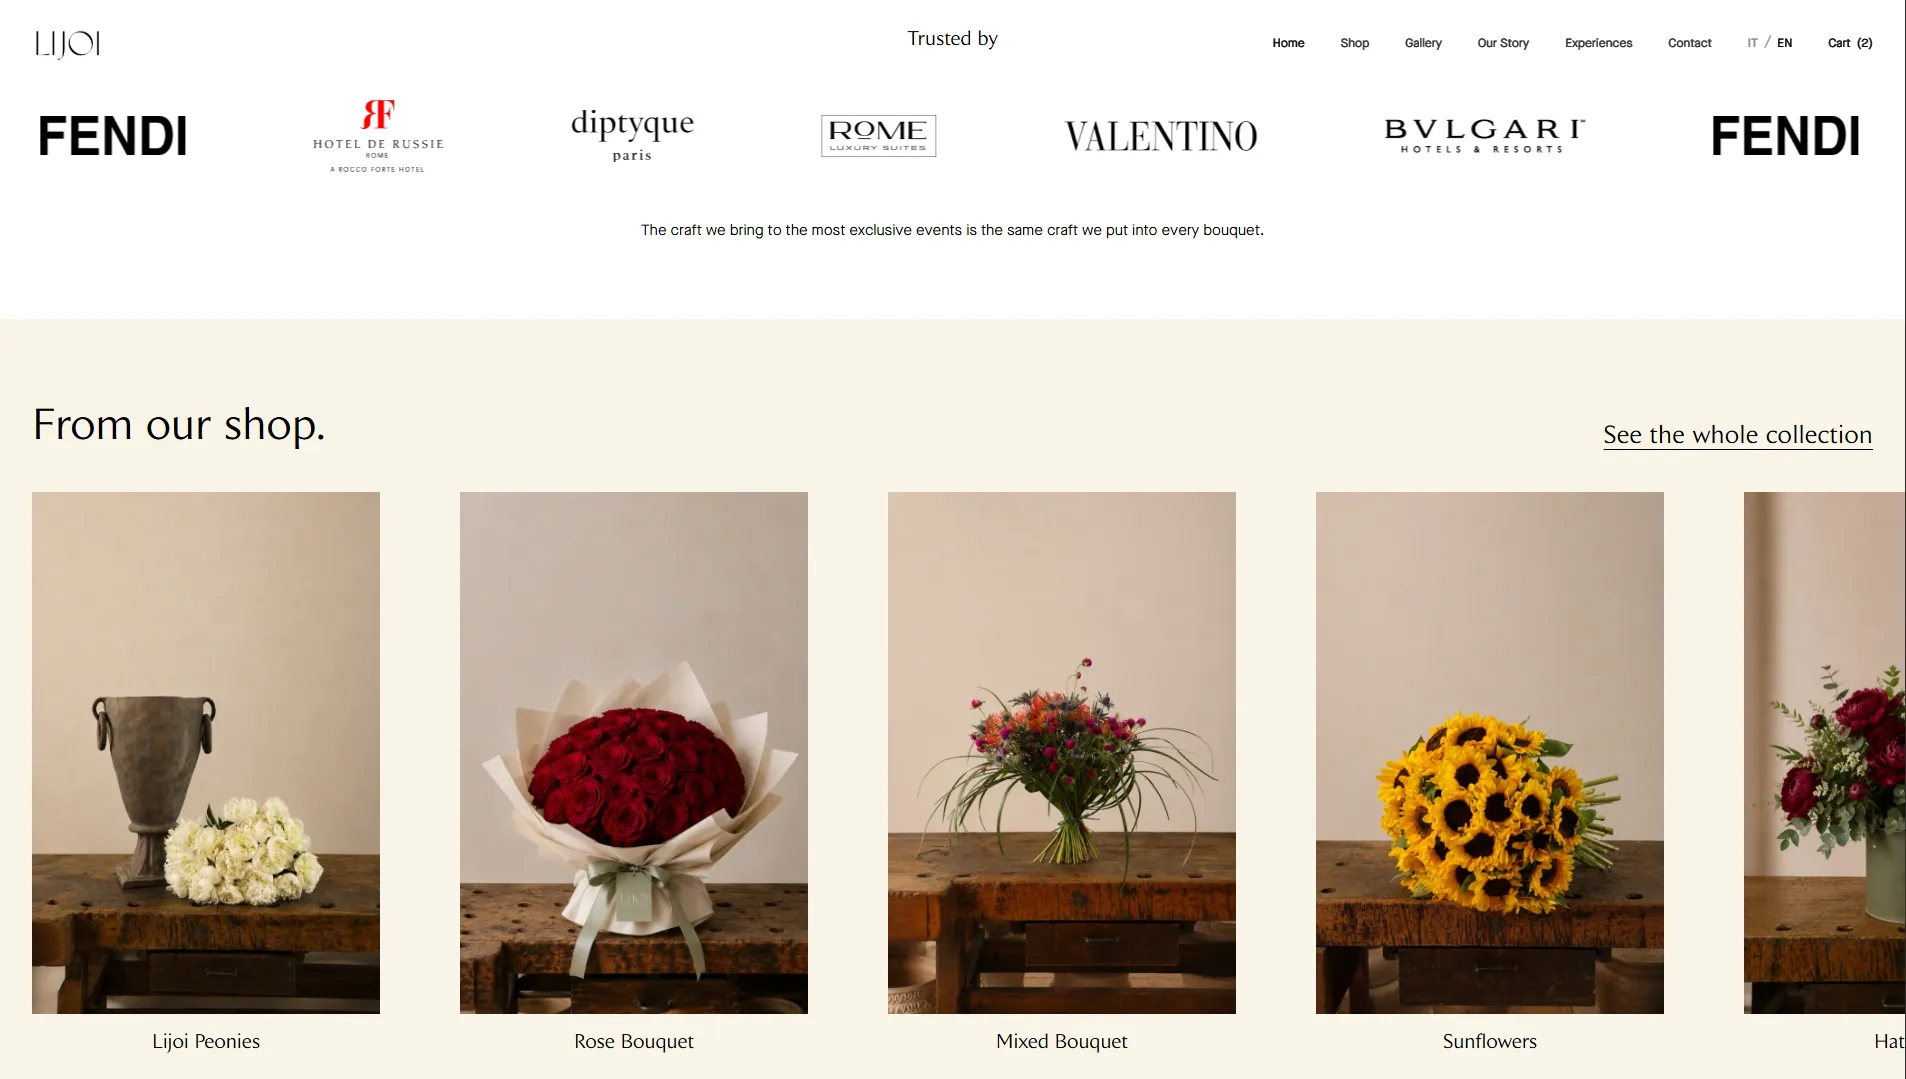 LIJOI
Trusted by
Home Shop Gallery Our Story Experiences Contact IT / EN Cart (2)
FENDI
RF
HOTEL DE RUSSIE
ROME
A ROCCO FORTE HOTEL
diptyque
paris
ROME
LUXURY SUITES
VALENTINO
BVLGARI
HOTELS & RESORTS
FENDI
The craft we bring to the most exclusive events is the same craft we put into every bouquet.
From our shop.
See the whole collection
LIJOI
Lijoi Peonies
Rose Bouquet
Mixed Bouquet
Sunflowers
Hat